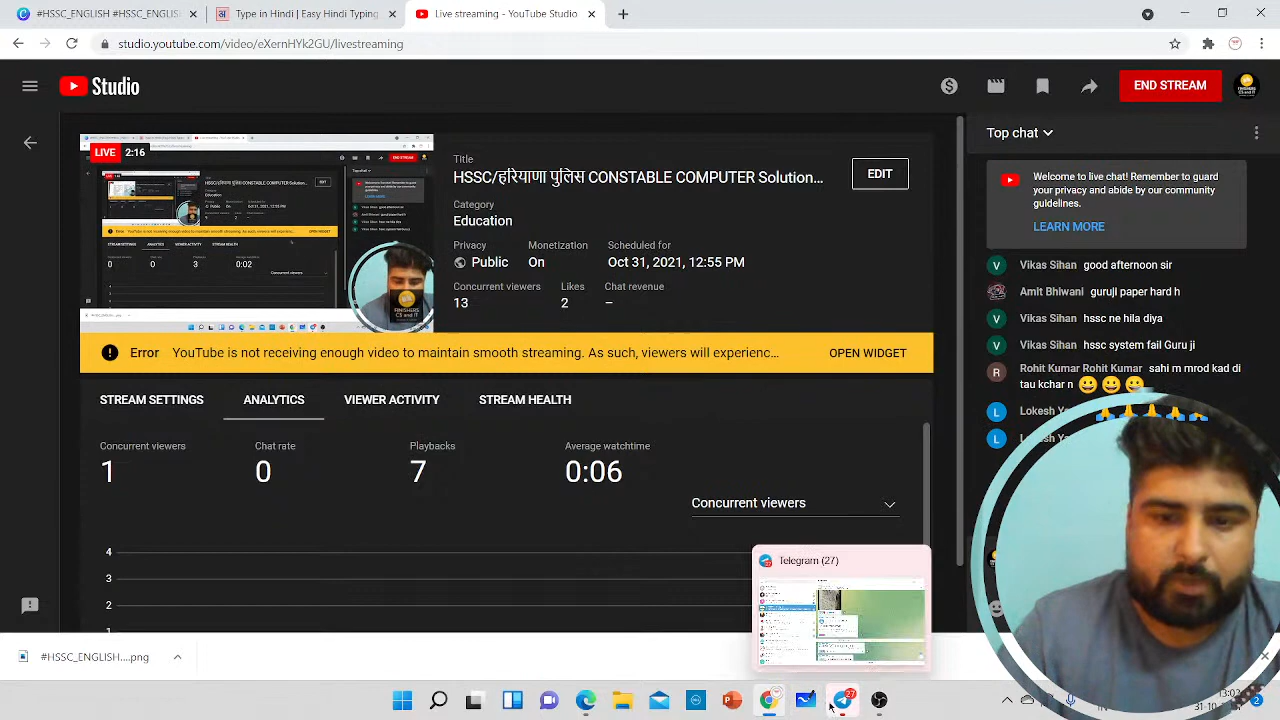 #HSSC_ENGLISH #HSSC_ENGLISH
Type in Hindi | Easy Hindi Typing
Live streaming - YouTube Studio
studio.youtube.com/video/eXernHYk2GU/livestreaming
Studio
END STREAM
LIVE 2:16
Title
HSSC/हरियाणा पुलिस CONSTABLE COMPUTER Solution...
EDIT
Category
Education
Privacy Monetization Scheduled for
Public On Oct 31, 2021, 12:55 PM
Concurrent viewers Likes Chat revenue
13 2 –
Error YouTube is not receiving enough video to maintain smooth streaming. As such, viewers will experienc... OPEN WIDGET
STREAM SETTINGS ANALYTICS VIEWER ACTIVITY STREAM HEALTH
Concurrent viewers Chat rate Playbacks Average watchtime
1 0 7 0:06
Concurrent viewers
4
3
2
Top chat
Welcome to live chat! Remember to guard
your privacy and abide by our community
guidelines.
LEARN MORE
V Vikas Sihan good afternoon sir
A Amit Bhiwani guruji paper hard h
V Vikas Sihan hssc ne hila diya
V Vikas Sihan hssc system fail Guru ji
R Rohit Kumar Rohit Kumar sahi m mrod kad di
tau kchar n 😀😀😀
L Lokesh
L
Telegram (27)
FINISHERS
CS and IT
#HSSC_ENGLISH....png
27